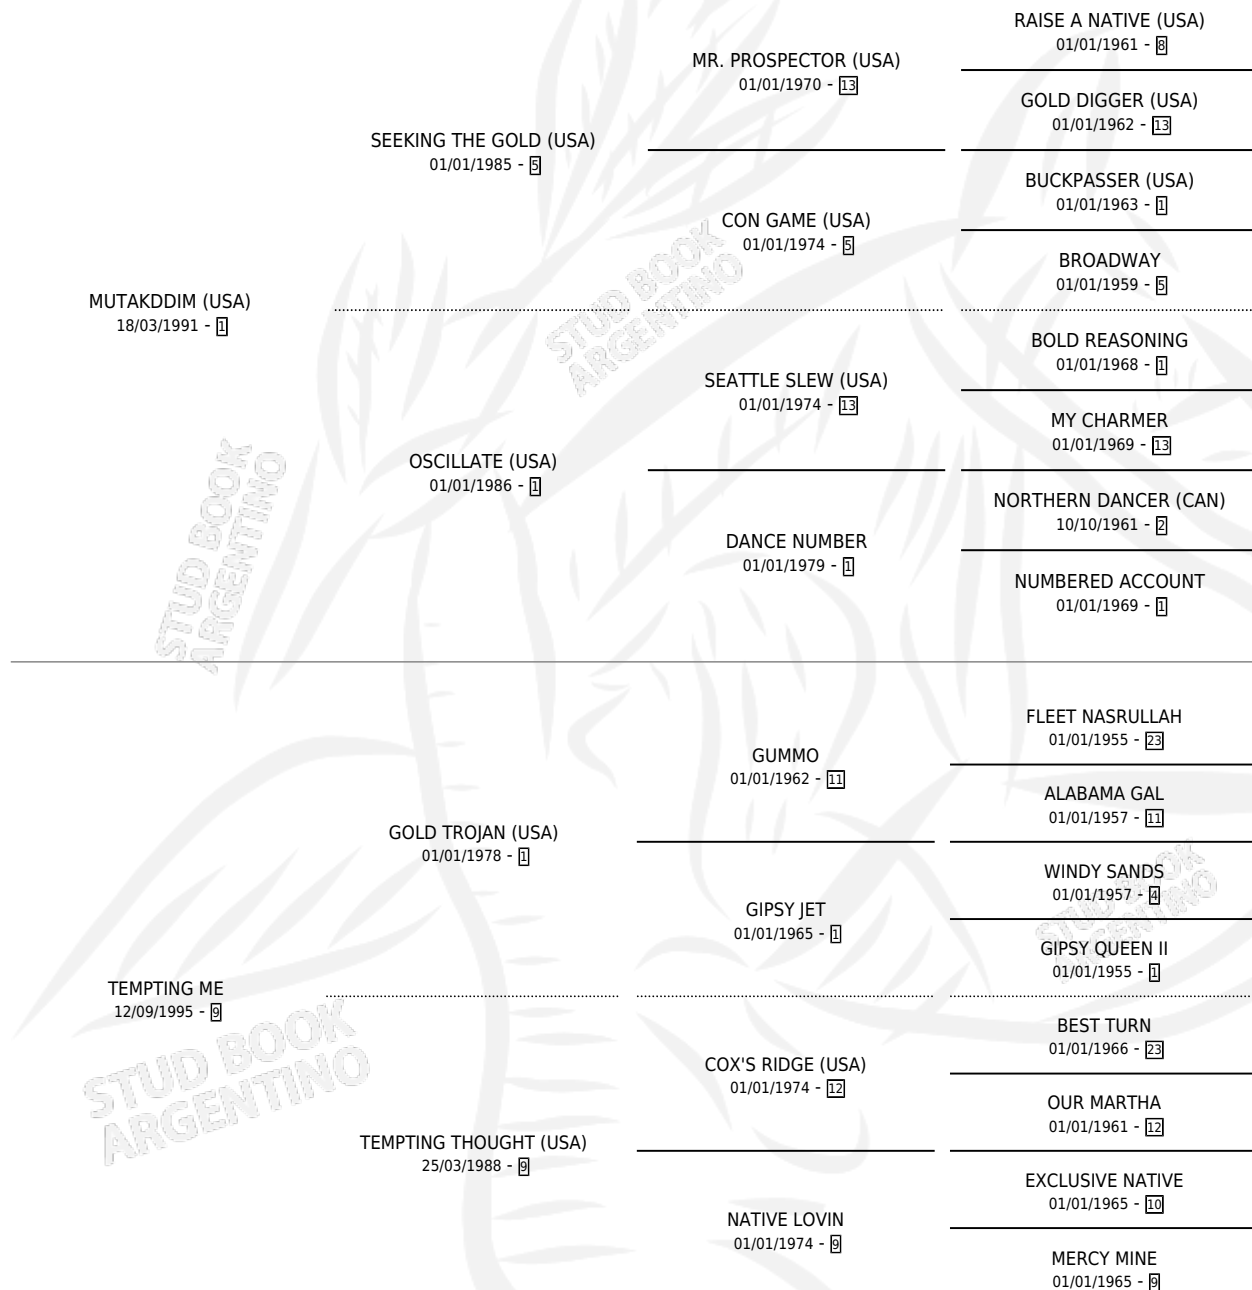 RAISE A NATIVE (USA)
01/01/1961 - 8
MR. PROSPECTOR (USA)
01/01/1970 - 13
GOLD DIGGER (USA)
01/01/1962 - 13
SEEKING THE GOLD (USA)
01/01/1985 - 5
BUCKPASSER (USA)
01/01/1963 - 1
CON GAME (USA)
01/01/1974 - 5
BROADWAY
01/01/1959 - 5
MUTAKDDIM (USA)
18/03/1991 - 1
STUD BOOK
ARGENTINO
BOLD REASONING
01/01/1968 - 1
SEATTLE SLEW (USA)
01/01/1974 - 13
MY CHARMER
01/01/1969 - 13
OSCILLATE (USA)
01/01/1986 - 1
NORTHERN DANCER (CAN)
10/10/1961 - 2
DANCE NUMBER
01/01/1979 - 1
NUMBERED ACCOUNT
01/01/1969 - 1
STUD BOOK
ARGENTINO
FLEET NASRULLAH
01/01/1955 - 23
GUMMO
01/01/1962 - 11
ALABAMA GAL
01/01/1957 - 11
GOLD TROJAN (USA)
01/01/1978 - 1
WINDY SANDS
01/01/1957 - 4
GIPSY JET
01/01/1965 - 1
STUD BOOK
ARGENTINO
GIPSY QUEEN II
01/01/1955 - 1
TEMPTING ME
12/09/1995 - 9
BEST TURN
01/01/1966 - 23
COX'S RIDGE (USA)
01/01/1974 - 12
STUD BOOK
ARGENTINO
OUR MARTHA
01/01/1961 - 12
TEMPTING THOUGHT (USA)
25/03/1988 - 9
EXCLUSIVE NATIVE
01/01/1965 - 10
NATIVE LOVIN
01/01/1974 - 9
MERCY MINE
01/01/1965 - 9